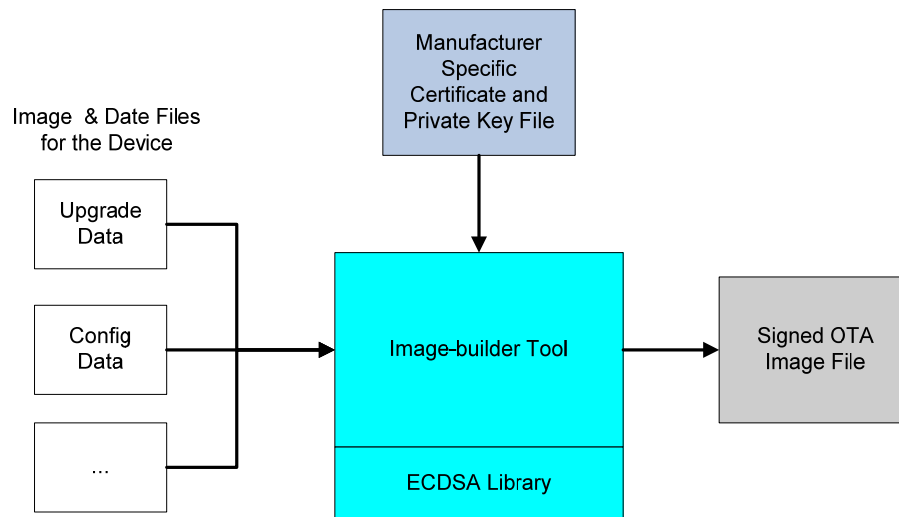 Manufacturer
Specific
Certificate and
Private Key File
Image & Date Files
for the Device
Upgrade
Data
Config
Data
...
Image-builder Tool
ECDSA Library
Signed OTA
Image File